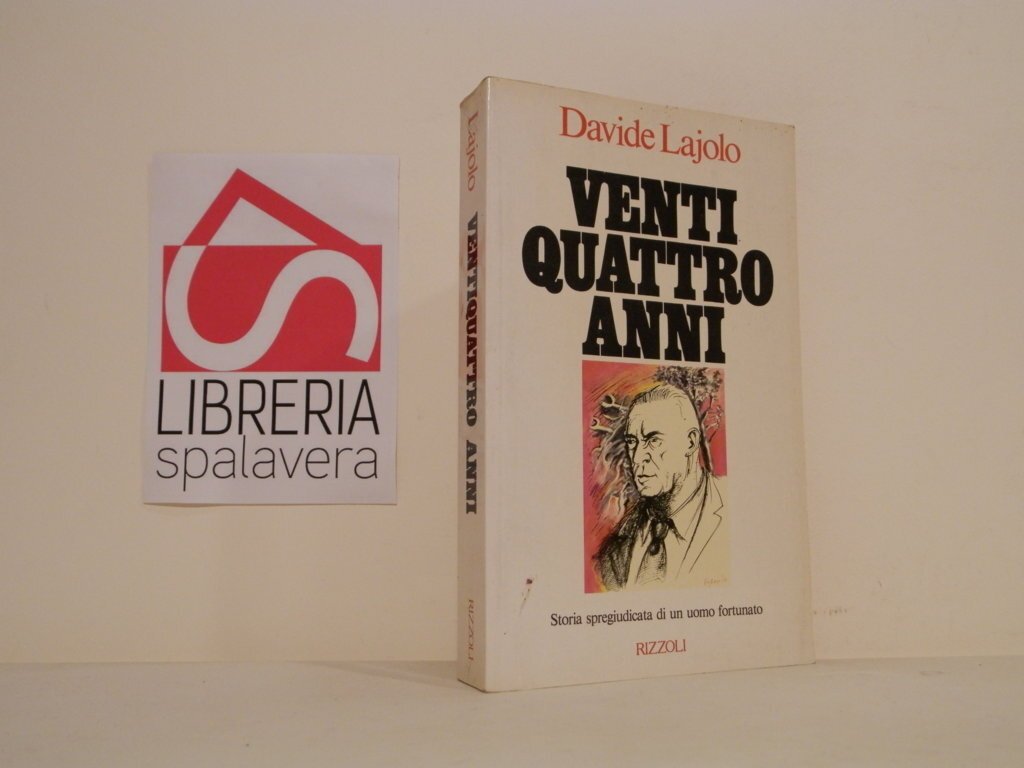 LIBRERIA
spalavera
Lajolo VENTIQUATTRO ANNI RIZZOLI
Davide Lajolo
VENTI
QUATTRO
ANNI
Storia spregiudicata di un uomo fortunato
RIZZOLI